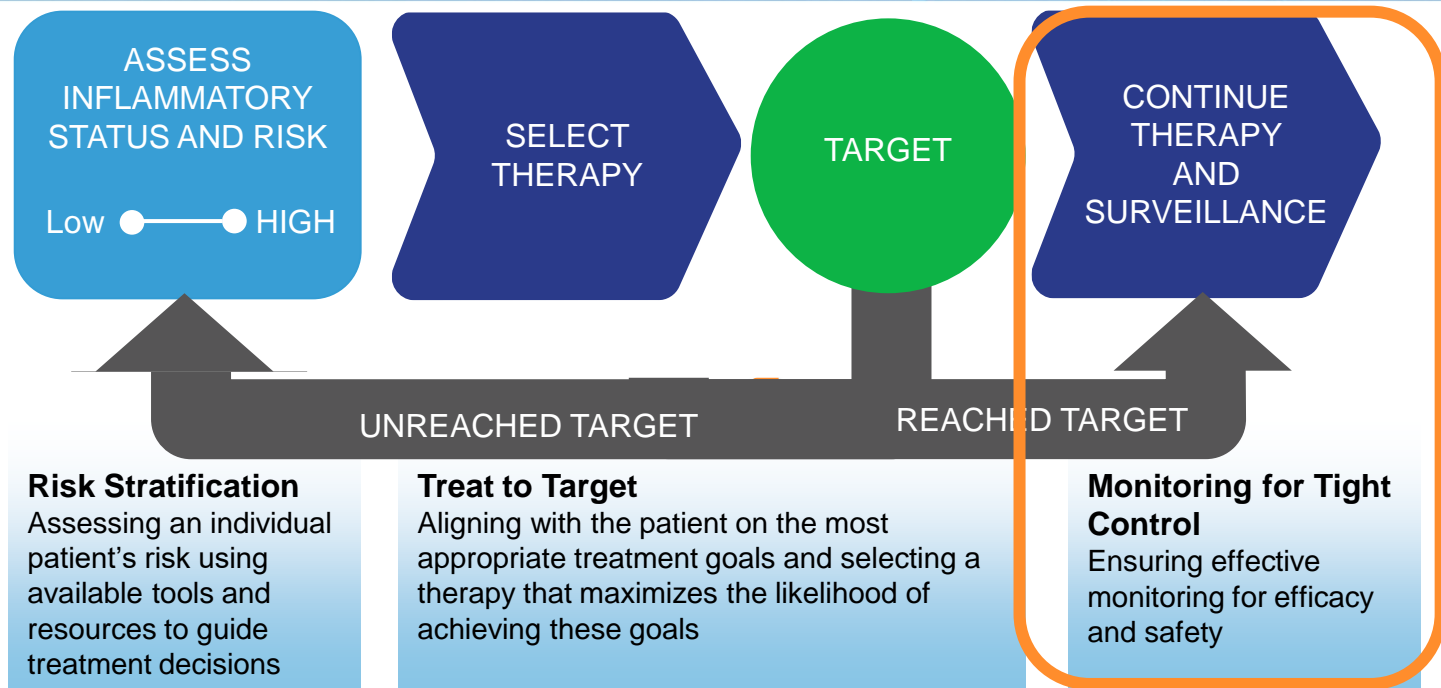 ASSESS
INFLAMMATORY
STATUS AND RISK
Low HIGH
SELECT
THERAPY
TARGET
CONTINUE
THERAPY
AND
SURVEILLANCE
UNREACHED TARGET
REACHED TARGET
Risk Stratification
Assessing an individual
patient’s risk using
available tools and
resources to guide
treatment decisions
Treat to Target
Aligning with the patient on the most
appropriate treatment goals and selecting a
therapy that maximizes the likelihood of
achieving these goals
Monitoring for Tight
Control
Ensuring effective
monitoring for efficacy
and safety